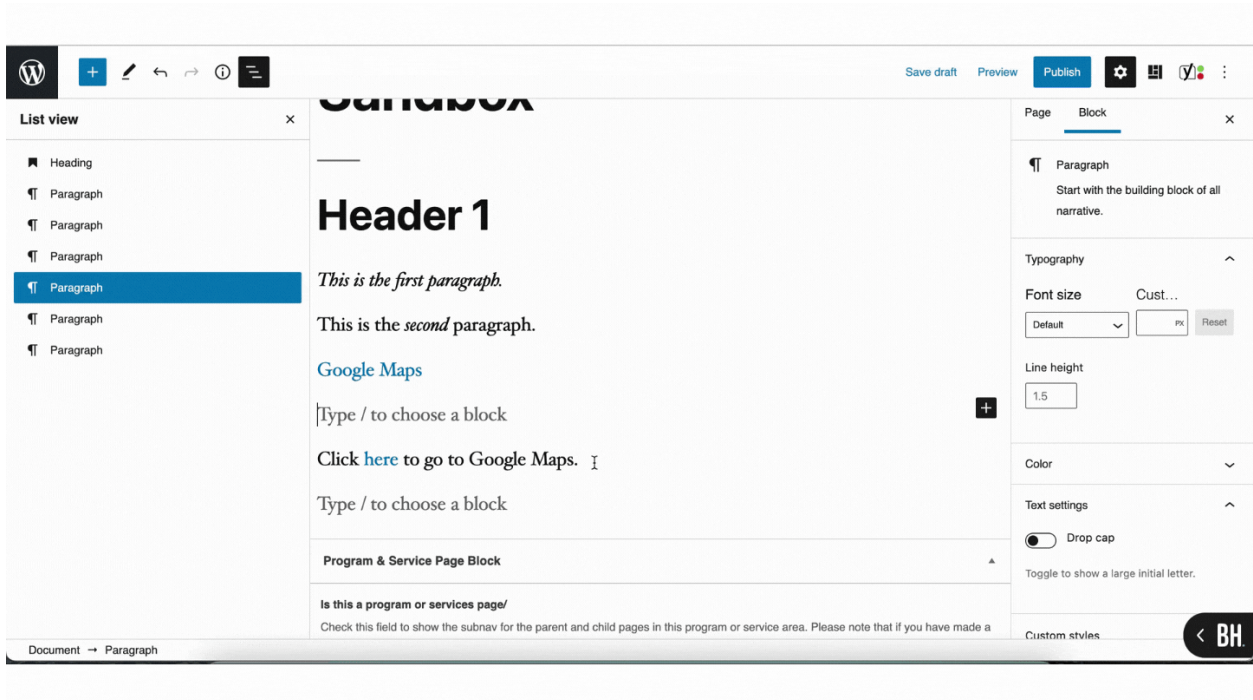 Save draft
Preview
Publish
List view
Heading
Paragraph
Paragraph
Paragraph
Paragraph
Paragraph
Paragraph
Sandbox
Header 1
This is the first paragraph.
This is the second paragraph.
Google Maps
Type / to choose a block
Click here to go to Google Maps.
Type / to choose a block
Program & Service Page Block
Is this a program or services page/
Check this field to show the subnav for the parent and child pages in this program or service area. Please note that if you have made a
Page
Block
Paragraph
Start with the building block of all
narrative.
Typography
Font size
Cust...
Default
PX
Reset
Line height
1.5
Color
Text settings
Drop cap
Toggle to show a large initial letter.
Custom styles
BH.
Document → Paragraph